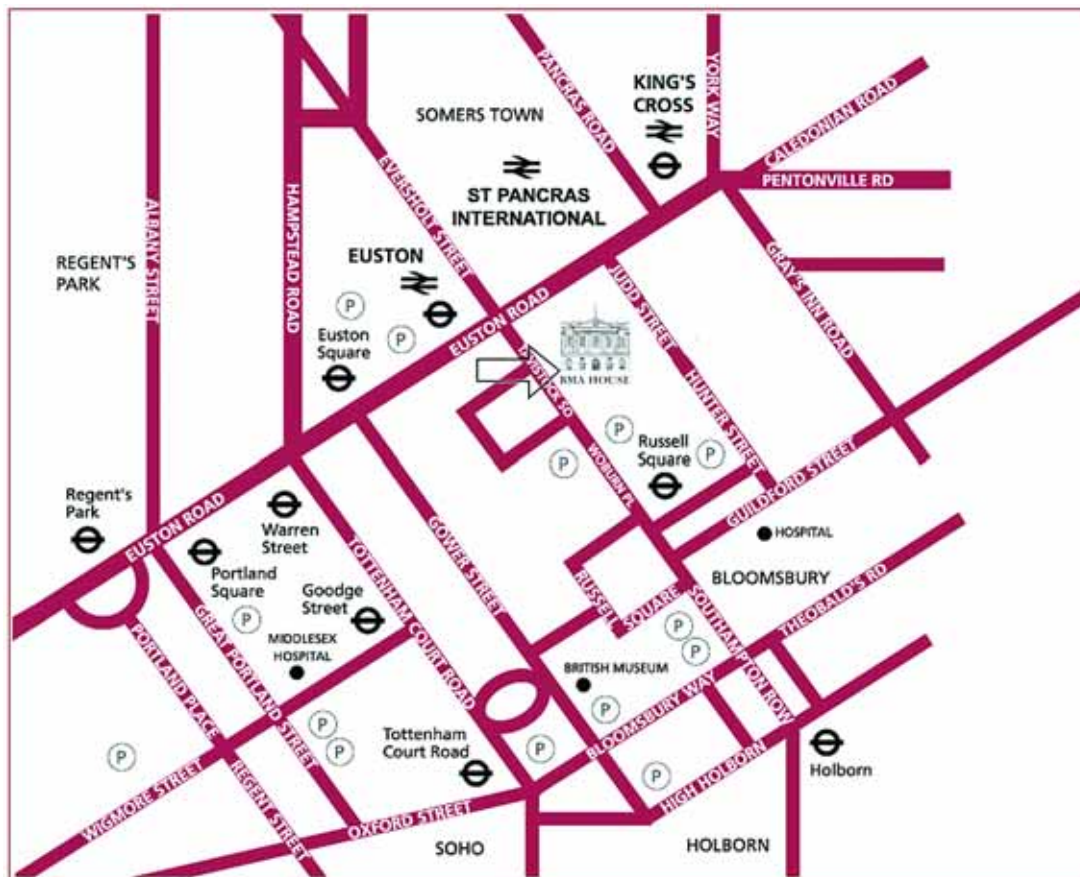 SOMERS TOWN
PANCRAS ROAD
KING'S
CROSS
YORK WAY
CALEDONIAN ROAD
PENTONVILLE RD
ST PANCRAS
INTERNATIONAL
EVERSHOLT STREET
HAMPSTEAD ROAD
ALBANY STREET
REGENT'S
PARK
EUSTON
P
Euston
Square
P
EUSTON ROAD
JUDD STREET
GRAY'S INN ROAD
BMA HOUSE
HUNTER STREET
P
P
P
Russell
Square
WOBURN PL
GUILDFORD STREET
Regent's
Park
EUSTON ROAD
Warren
Street
Portland
Square
Goodge
Street
P
MIDDLESEX
HOSPITAL
TOTTENHAM COURT ROAD
GOWER STREET
HOSPITAL
BLOOMSBURY
RUSSELL
SQUARE
SOUTHAMPTON ROW
THEOBALD'S RD
P
P
BRITISH MUSEUM
P
BLOOMSBURY WAY
PORTLAND PLACE
GREAT PORTLAND STREET
P
P
P
Tottenham
Court Road
P
P
HIGH HOLBORN
Holborn
WIGMORE STREET
REGENT STREET
OXFORD STREET
SOHO
HOLBORN